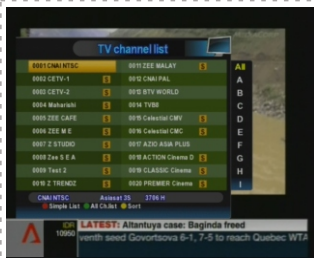 TV channel list
0001 CNAI NTSC
0002 CETV-1 $
0003 CETV-2 $
0004 Maharishi
0005 ZEE CAFE $
0006 ZEE M E $
0007 Z STUDIO $
0008 Zee S E A $
0009 Test 2 $
0010 Z TRENDZ $
0011 ZEE MALAY $
0012 CNAI PAL
0013 BTV WORLD
0014 TVB8
0015 Celestial CMV $
0016 Celestial CMC $
0017 AZIO ASIA PLUS
0018 ACTION Cinema D $
0019 CLASSIC Cinema $
0020 PREMIER Cinema $
All
A
B
C
D
E
F
G
H
I
CNAI NTSC Asiasat 3S 3706 H
Simple List All Ch.list Sort
IDR
10950
LATEST: Altantuya case: Baginda freed
venth seed Govortsova 6-1, 7-5 to reach Quebec WTA